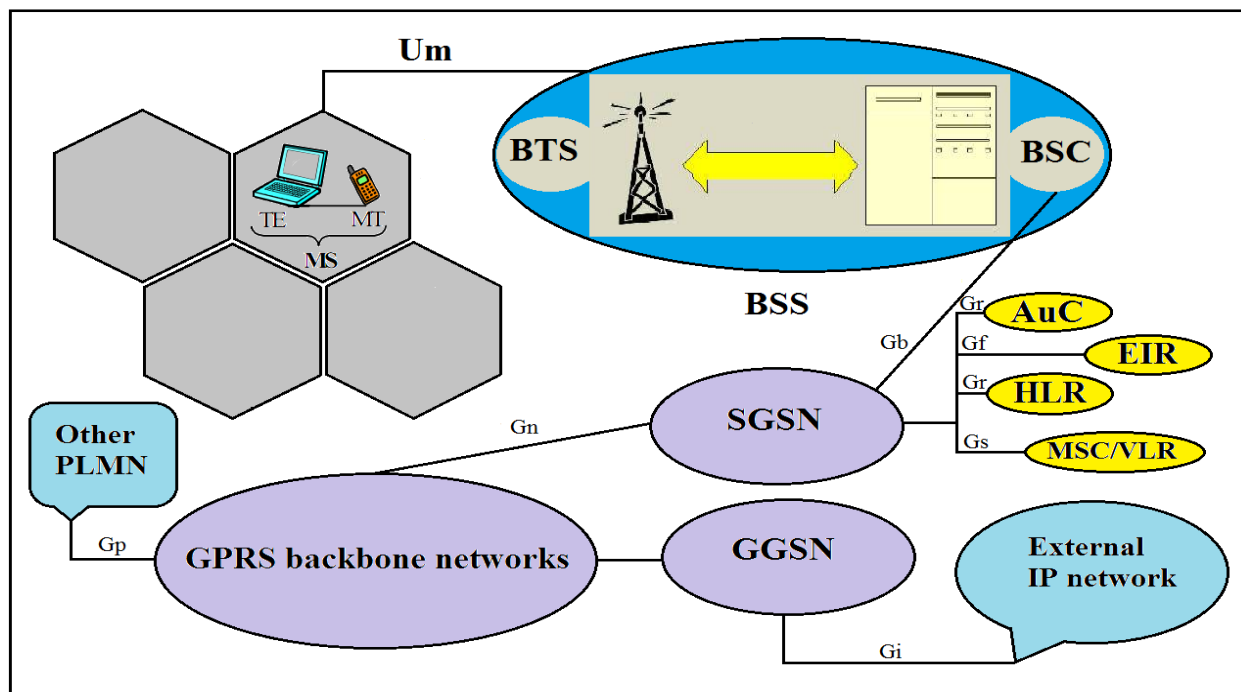 Um
BTS
BSC
TE
MT
MS
BSS
Gb
Gr
AuC
Gf
EIR
Gr
HLR
Gs
MSC/VLR
SGSN
Gn
Other
PLMN
Gp
GPRS backbone networks
GGSN
External
IP network
Gi